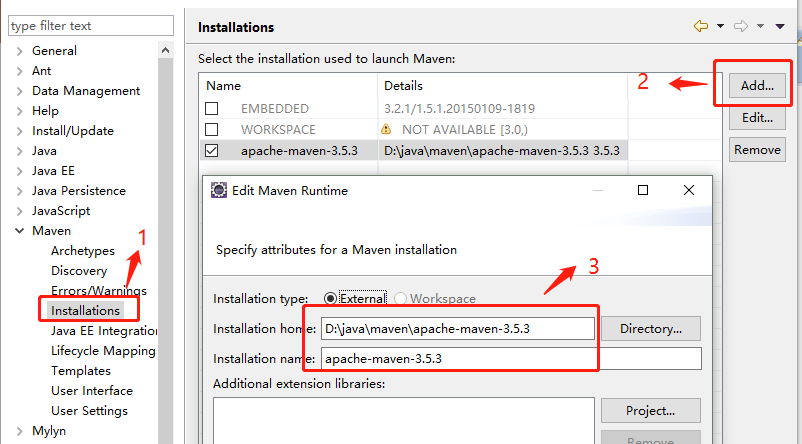 type filter text
General
Ant
Data Management
Help
Install/Update
Java
Java EE
Java Persistence
JavaScript
Maven
Archetypes
Discovery
Errors/Warnings
Installations
Java EE Integration
Lifecycle Mapping
Templates
User Interface
User Settings
Mylyn
1
Installations
Select the installation used to launch Maven:
Name Details
EMBEDDED 3.2.1/1.5.1.20150109-1819
WORKSPACE NOT AVAILABLE [3.0,)
apache-maven-3.5.3 D:\java\maven\apache-maven-3.5.3 3.5.3
2
Add...
Edit...
Remove
Edit Maven Runtime
Specify attributes for a Maven installation
3
Installation type: External Workspace
Installation home: D:\java\maven\apache-maven-3.5.3 Directory...
Installation name: apache-maven-3.5.3
Additional extension libraries:
Project...
Remove